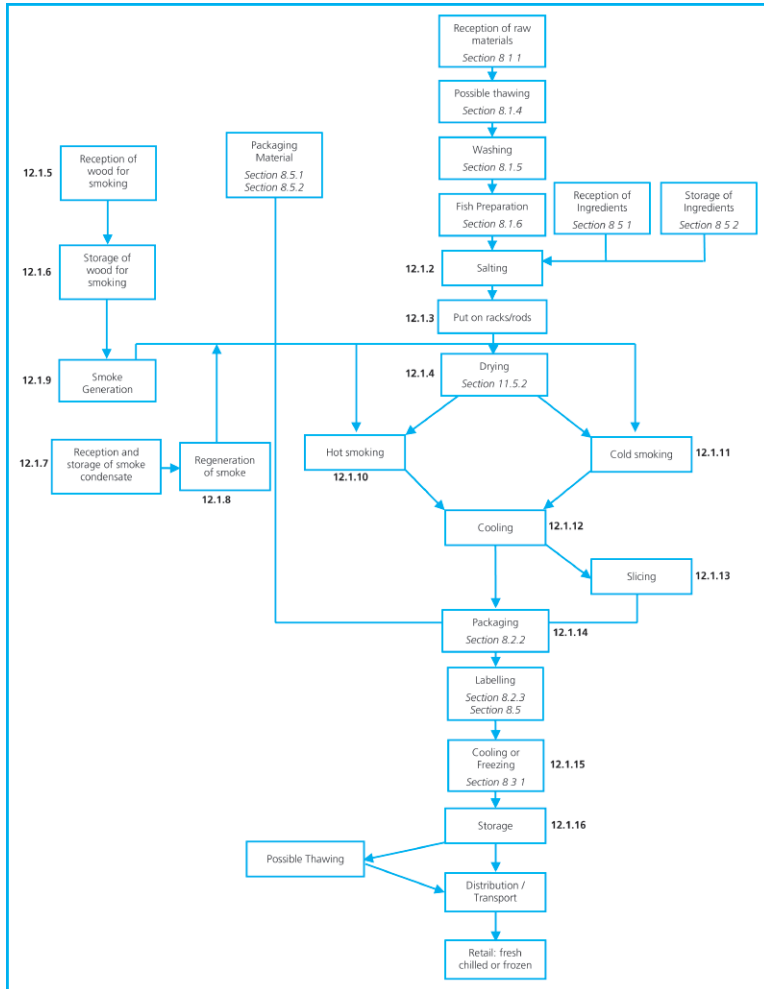 Reception of raw
materials
Section 8 1 1
Possible thawing
Section 8.1.4
Washing
Section 8.1.5
Fish Preparation
Section 8.1.6
Packaging
Material
Section 8.5.1
Section 8.5.2
12.1.5
Reception of
wood for
smoking
Reception of
Ingredients
Section 8 5 1
Storage of
Ingredients
Section 8 5 2
12.1.6
Storage of
wood for
smoking
12.1.2
Salting
12.1.3
Put on racks/rods
12.1.9
Smoke
Generation
12.1.4
Drying
Section 11.5.2
12.1.7
Reception and
storage of smoke
condensate
Regeneration
of smoke
12.1.8
Hot smoking
12.1.10
Cold smoking
12.1.11
Cooling
12.1.12
Slicing
12.1.13
Packaging
Section 8.2.2
12.1.14
Labelling
Section 8.2.3
Section 8.5
Cooling or
Freezing
Section 8 3 1
12.1.15
Storage
12.1.16
Possible Thawing
Distribution /
Transport
Retail: fresh
chilled or frozen